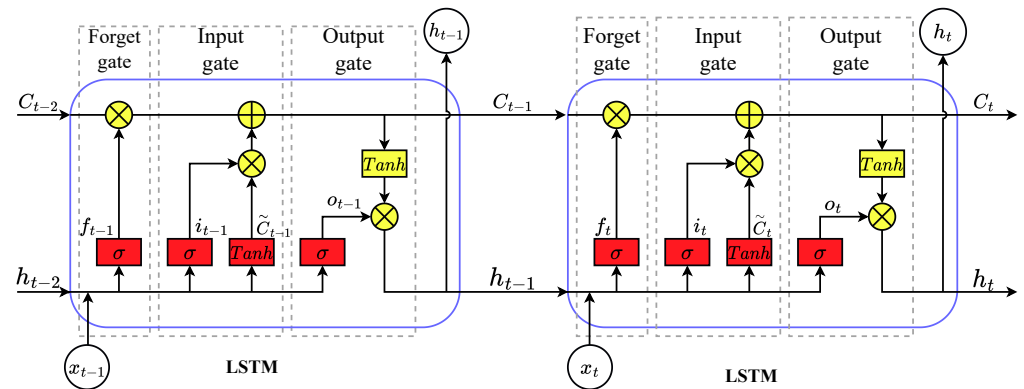 Forget gate
Input gate
Output gate
h_{t-1}
Forget gate
Input gate
Output gate
h_t
C_{t-2}
C_{t-1}
C_t
Tanh
Tanh
f_{t-1}
i_{t-1}
C̃_{t-1}
o_{t-1}
f_t
i_t
C̃_t
o_t
σ
σ
Tanh
σ
σ
σ
Tanh
σ
h_{t-2}
h_{t-1}
h_t
x_{t-1}
LSTM
x_t
LSTM